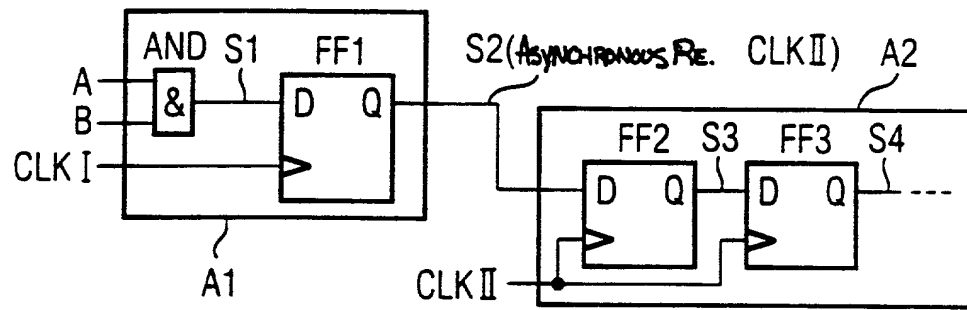 AND S1 FF1
A
B
&
D Q
CLK I
A1
S2 (ASYNCHRONOUS RE. CLK II)
A2
FF2 S3 FF3 S4
D Q D Q
CLK II